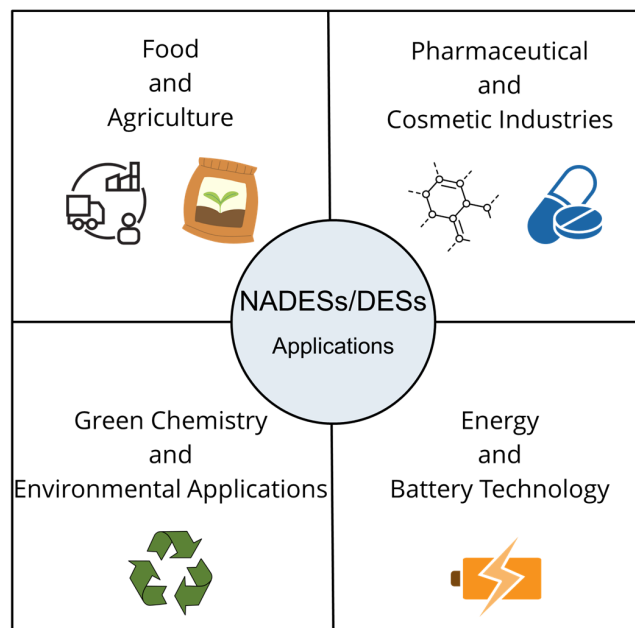 Food
and
Agriculture
Pharmaceutical
and
Cosmetic Industries
NADESs/DESs
Applications
Green Chemistry
and
Environmental Applications
Energy
and
Battery Technology